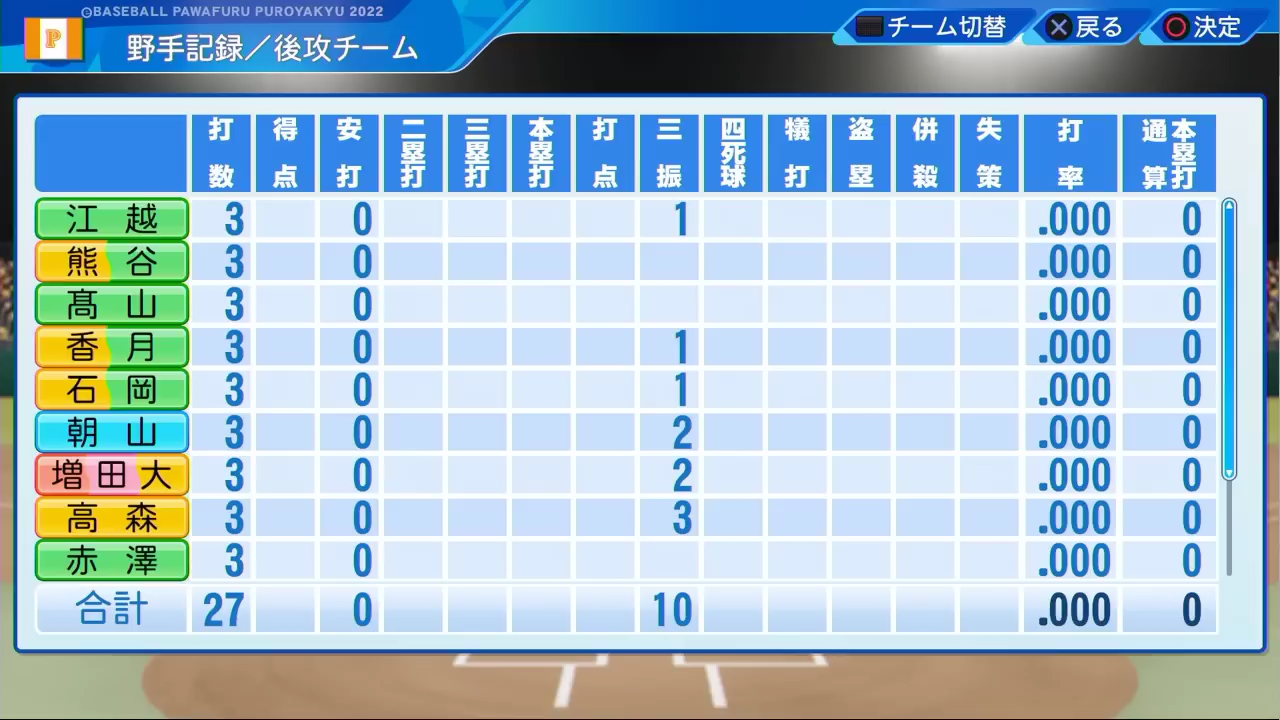 ©BASEBALL PAWAFURU PUROYAKYU 2022
P 野手記録／後攻チーム チーム切替 戻る 決定
打数 得点 安打 二塁打 三塁打 本塁打 打点 三振 四死球 犠打 盗塁 併殺 失策 打率 通算本塁打
江越 3 0 1 .000 0
熊谷 3 0 .000 0
髙山 3 0 .000 0
香月 3 0 1 .000 0
石岡 3 0 1 .000 0
朝山 3 0 2 .000 0
増田大 3 0 2 .000 0
高森 3 0 3 .000 0
赤澤 3 0 .000 0
合計 27 0 10 .000 0